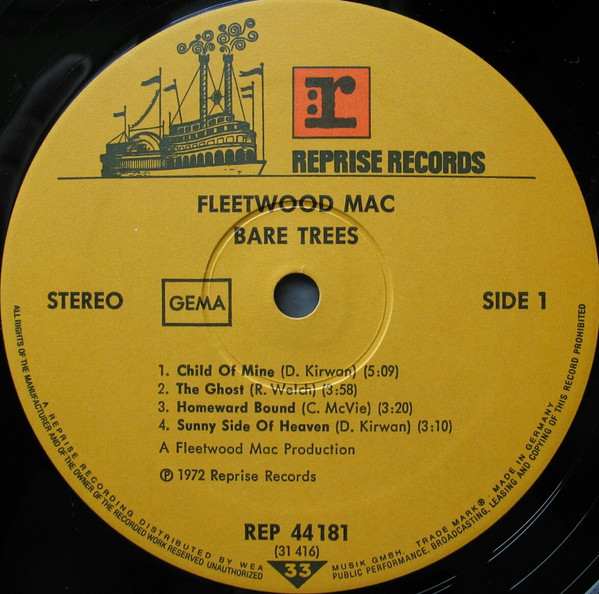 r
REPRISE RECORDS
FLEETWOOD MAC
BARE TREES
STEREO
GEMA
SIDE 1
1. Child Of Mine (D. Kirwan) (5:09)
2. The Ghost (R. Welch) (3:58)
3. Homeward Bound (C. McVie) (3:20)
4. Sunny Side Of Heaven (D. Kirwan) (3:10)
A Fleetwood Mac Production
Ⓟ 1972 Reprise Records
REP 44 181
(31 416)
33
A REPRISE RECORDING DISTRIBUTED BY WEA MUSIK GMBH. TRADE MARK ®. MADE IN GERMANY
ALL RIGHTS OF THE MANUFACTURER AND OF THE OWNER OF THE RECORDED WORK RESERVED UNAUTHORIZED PUBLIC PERFORMANCE, BROADCASTING, LEASING AND COPYING OF THIS RECORD PROHIBITED